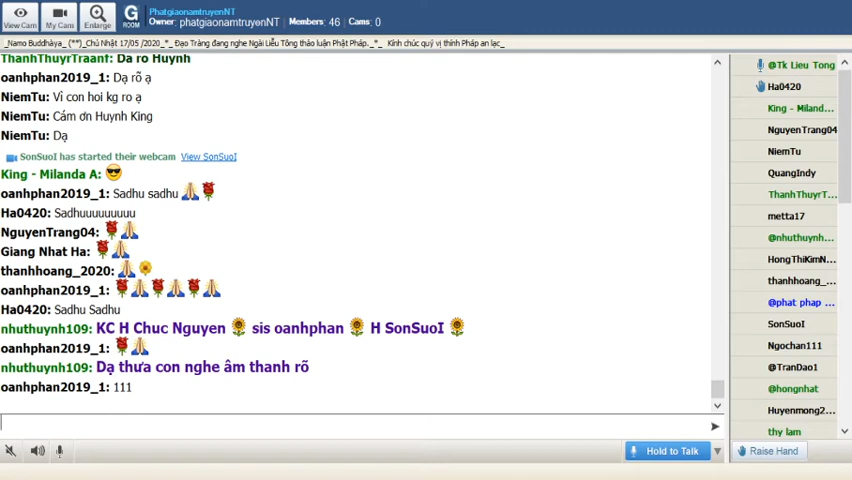 View Cam
My Cams
Enlarge
G ROOM
PhatgiaonamtruyenNT
Owner: phatgiaonamtruyenNT Members: 46 Cams: 0
_Namo Buddhàya_ (**)_Chủ Nhật 17/05 /2020_*_ Đạo Tràng đang nghe Ngài Liễu Tông thảo luận Phật Pháp._*_ Kính chúc quý vị thính Pháp an lạc_
ThanhThuyrTraanf: Dạ rõ Huynh
oanhphan2019_1: Dạ rõ ạ
NiemTu: Vì con hoi kg ro ạ
NiemTu: Cám ơn Huynh King
NiemTu: Dạ
SonSuoI has started their webcam View SonSuoI
King - Milanda A:
oanhphan2019_1: Sadhu sadhu
Ha0420: Sadhuuuuuuuuu
NguyenTrang04:
Giang Nhat Ha:
thanhhoang_2020:
oanhphan2019_1:
Ha0420: Sadhu Sadhu
nhuthuynh109: KC H Chuc Nguyen sis oanhphan H SonSuoI
oanhphan2019_1:
nhuthuynh109: Dạ thưa con nghe âm thanh rõ
oanhphan2019_1: 111
Hold to Talk
@Tk Lieu Tong
Ha0420
King - Miland...
NguyenTrang04
NiemTu
QuangIndy
ThanhThuyrT...
metta17
@nhuthuynh...
HongThiKimN...
thanhhoang_...
@phat phap ...
SonSuoI
Ngochan111
@TranDao1
@hongnhat
Huyenmong2...
thy lam
Raise Hand